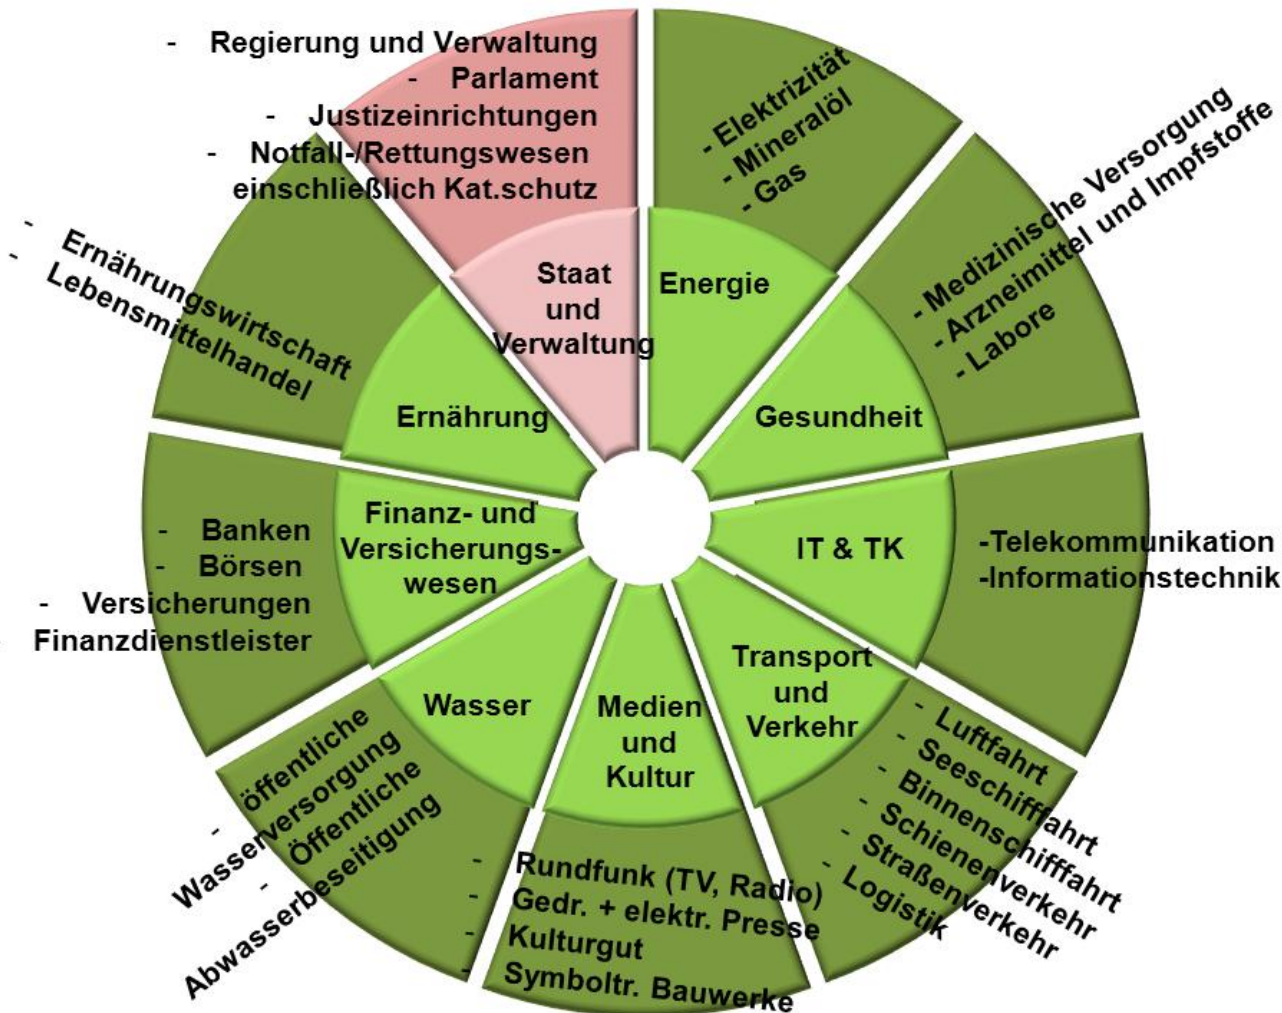 - Regierung und Verwaltung
- Parlament
- Justizeinrichtungen
- Notfall-/Rettungswesen
einschließlich Kat.schutz
Staat
und
Verwaltung
- Elektrizität
- Mineralöl
- Gas
Energie
- Medizinische Versorgung
- Arzneimittel und Impfstoffe
- Labore
Gesundheit
-Telekommunikation
-Informationstechnik
IT & TK
Transport
und
Verkehr
- Luftfahrt
- Seeschifffahrt
- Binnenschifffahrt
- Schienenverkehr
- Straßenverkehr
- Logistik
Medien
und
Kultur
- Rundfunk (TV, Radio)
- Gedr. + elektr. Presse
- Kulturgut
- Symboltr. Bauwerke
Wasser
- öffentliche
Wasserversorgung
- Öffentliche
Abwasserbeseitigung
Finanz- und
Versicherungs-
wesen
- Banken
- Börsen
- Versicherungen
- Finanzdienstleister
Ernährung
- Ernährungswirtschaft
- Lebensmittelhandel